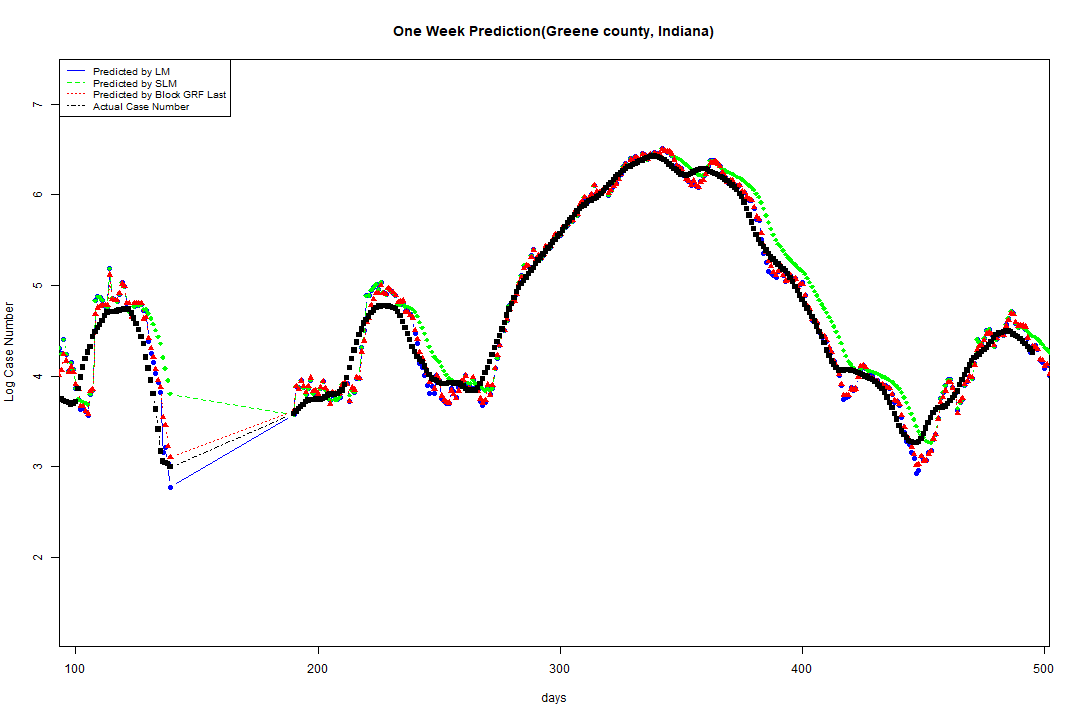 One Week Prediction(Greene county, Indiana)
Predicted by LM
Predicted by SLM
Predicted by Block GRF Last
Actual Case Number
7
6
5
4
3
2
Log Case Number
100 200 300 400 500
days